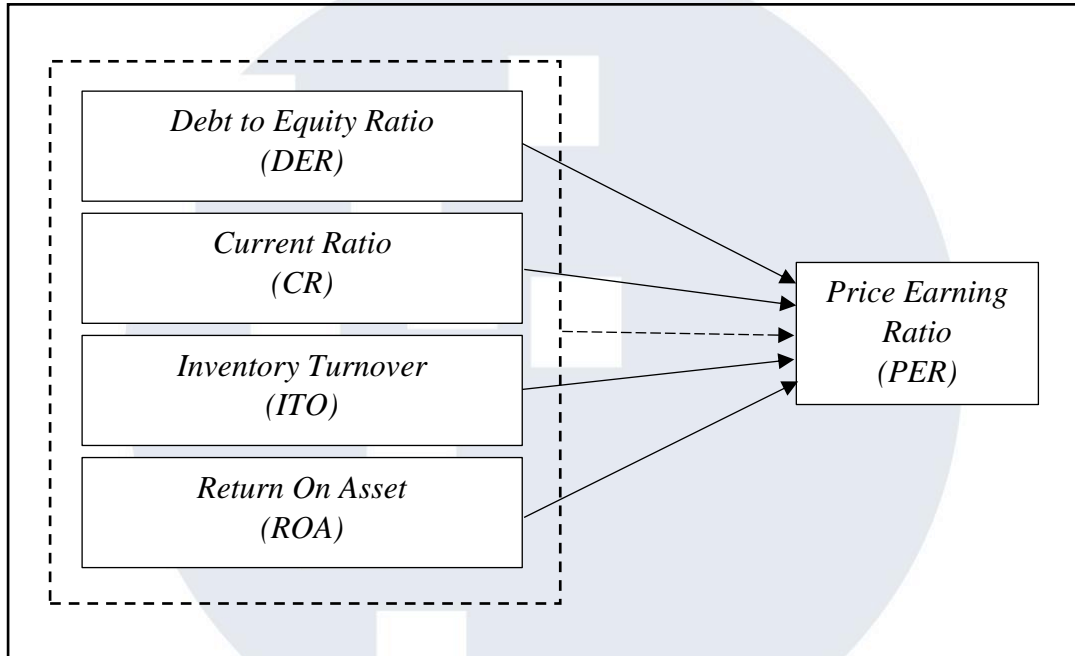 Debt to Equity Ratio
(DER)
Current Ratio
(CR)
Inventory Turnover
(ITO)
Return On Asset
(ROA)
Price Earning
Ratio
(PER)